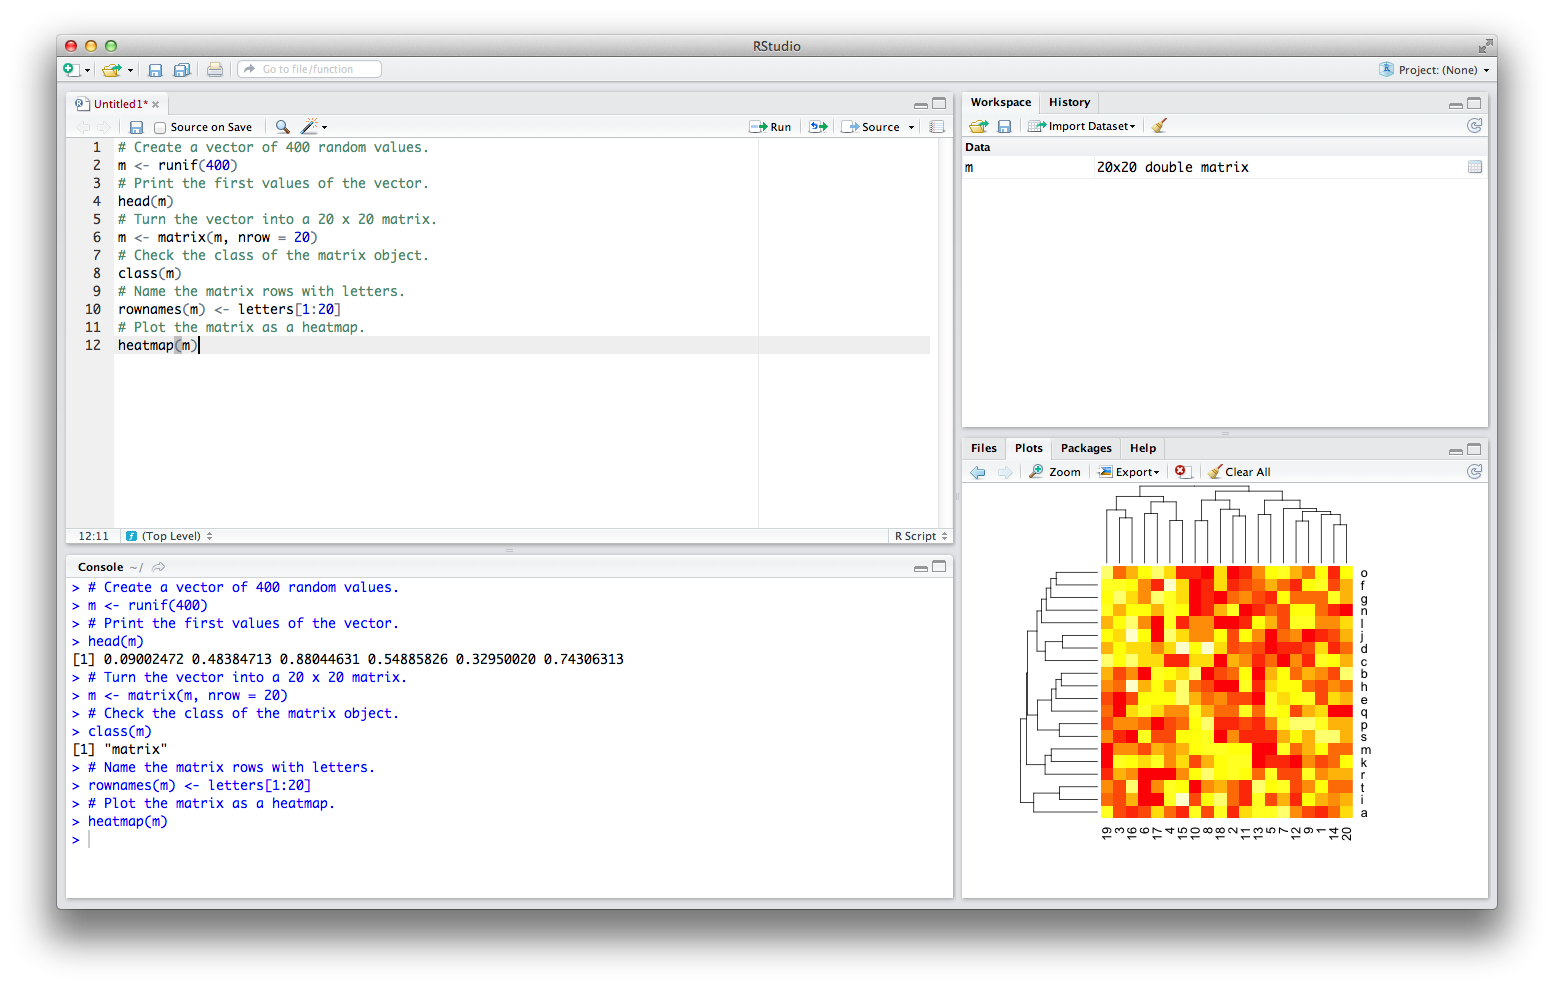 RStudio
Go to file/function
Project: (None)
Untitled1*
Source on Save
Run
Source
1 # Create a vector of 400 random values.
2 m <- runif(400)
3 # Print the first values of the vector.
4 head(m)
5 # Turn the vector into a 20 x 20 matrix.
6 m <- matrix(m, nrow = 20)
7 # Check the class of the matrix object.
8 class(m)
9 # Name the matrix rows with letters.
10 rownames(m) <- letters[1:20]
11 # Plot the matrix as a heatmap.
12 heatmap(m)
12:11 (Top Level) R Script
Console ~/
> # Create a vector of 400 random values.
> m <- runif(400)
> # Print the first values of the vector.
> head(m)
[1] 0.09002472 0.48384713 0.88044631 0.54885826 0.32950020 0.74306313
> # Turn the vector into a 20 x 20 matrix.
> m <- matrix(m, nrow = 20)
> # Check the class of the matrix object.
> class(m)
[1] "matrix"
> # Name the matrix rows with letters.
> rownames(m) <- letters[1:20]
> # Plot the matrix as a heatmap.
> heatmap(m)
>
Workspace History
Import Dataset
Data
m 20x20 double matrix
Files Plots Packages Help
Zoom Export Clear All
o
f
g
n
l
j
d
c
b
h
e
q
p
s
m
k
r
t
i
a
19 3 16 6 17 4 15 10 8 18 2 11 13 5 7 12 9 1 14 20